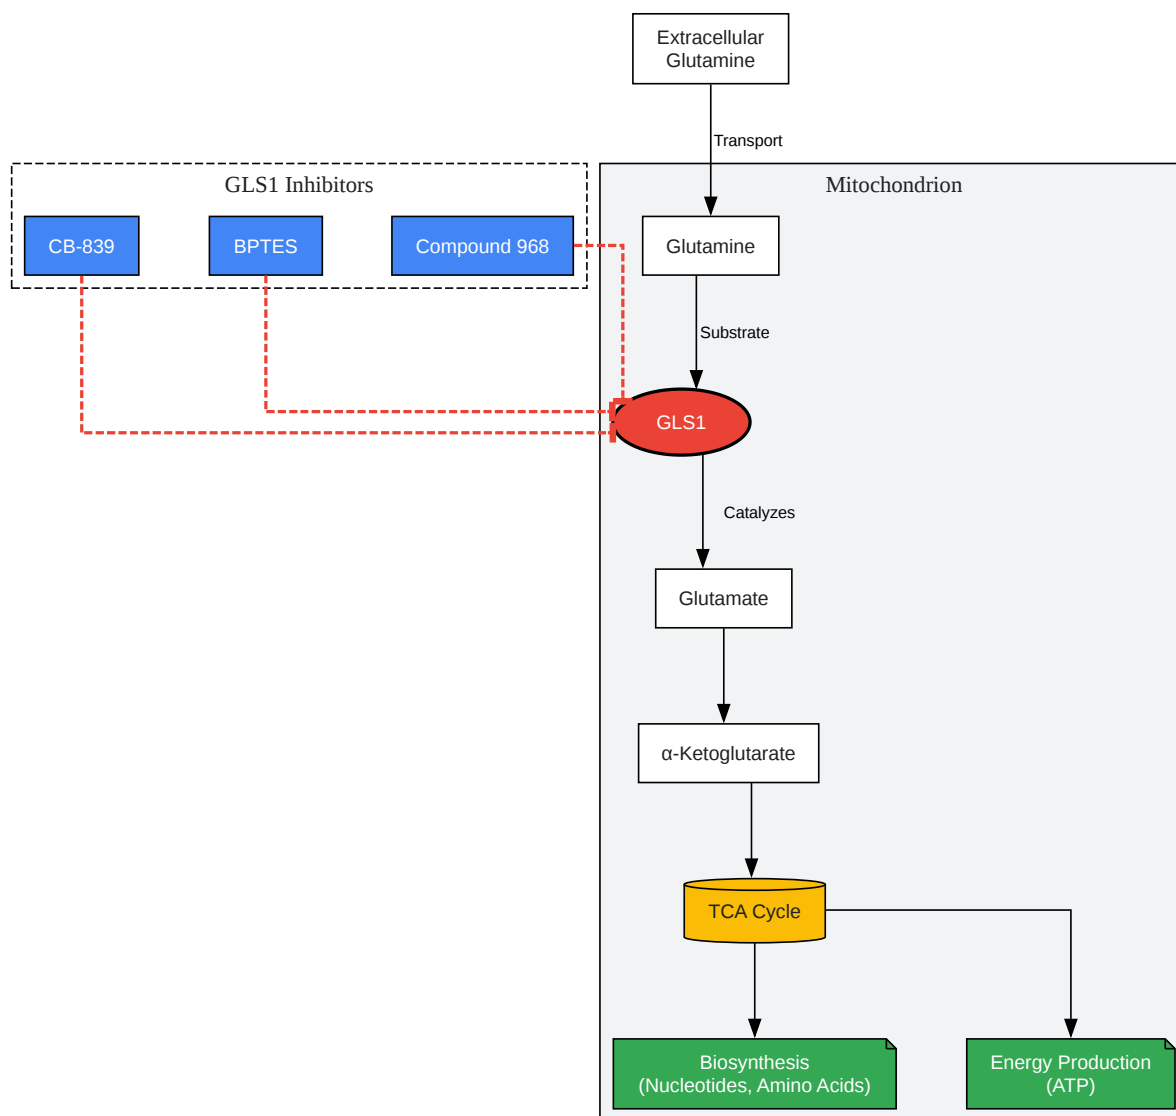 Extracellular
Glutamine
Transport
GLS1 Inhibitors
Mitochondrion
CB-839
BPTES
Compound 968
Glutamine
Substrate
GLS1
Catalyzes
Glutamate
α-Ketoglutarate
TCA Cycle
Biosynthesis
(Nucleotides, Amino Acids)
Energy Production
(ATP)